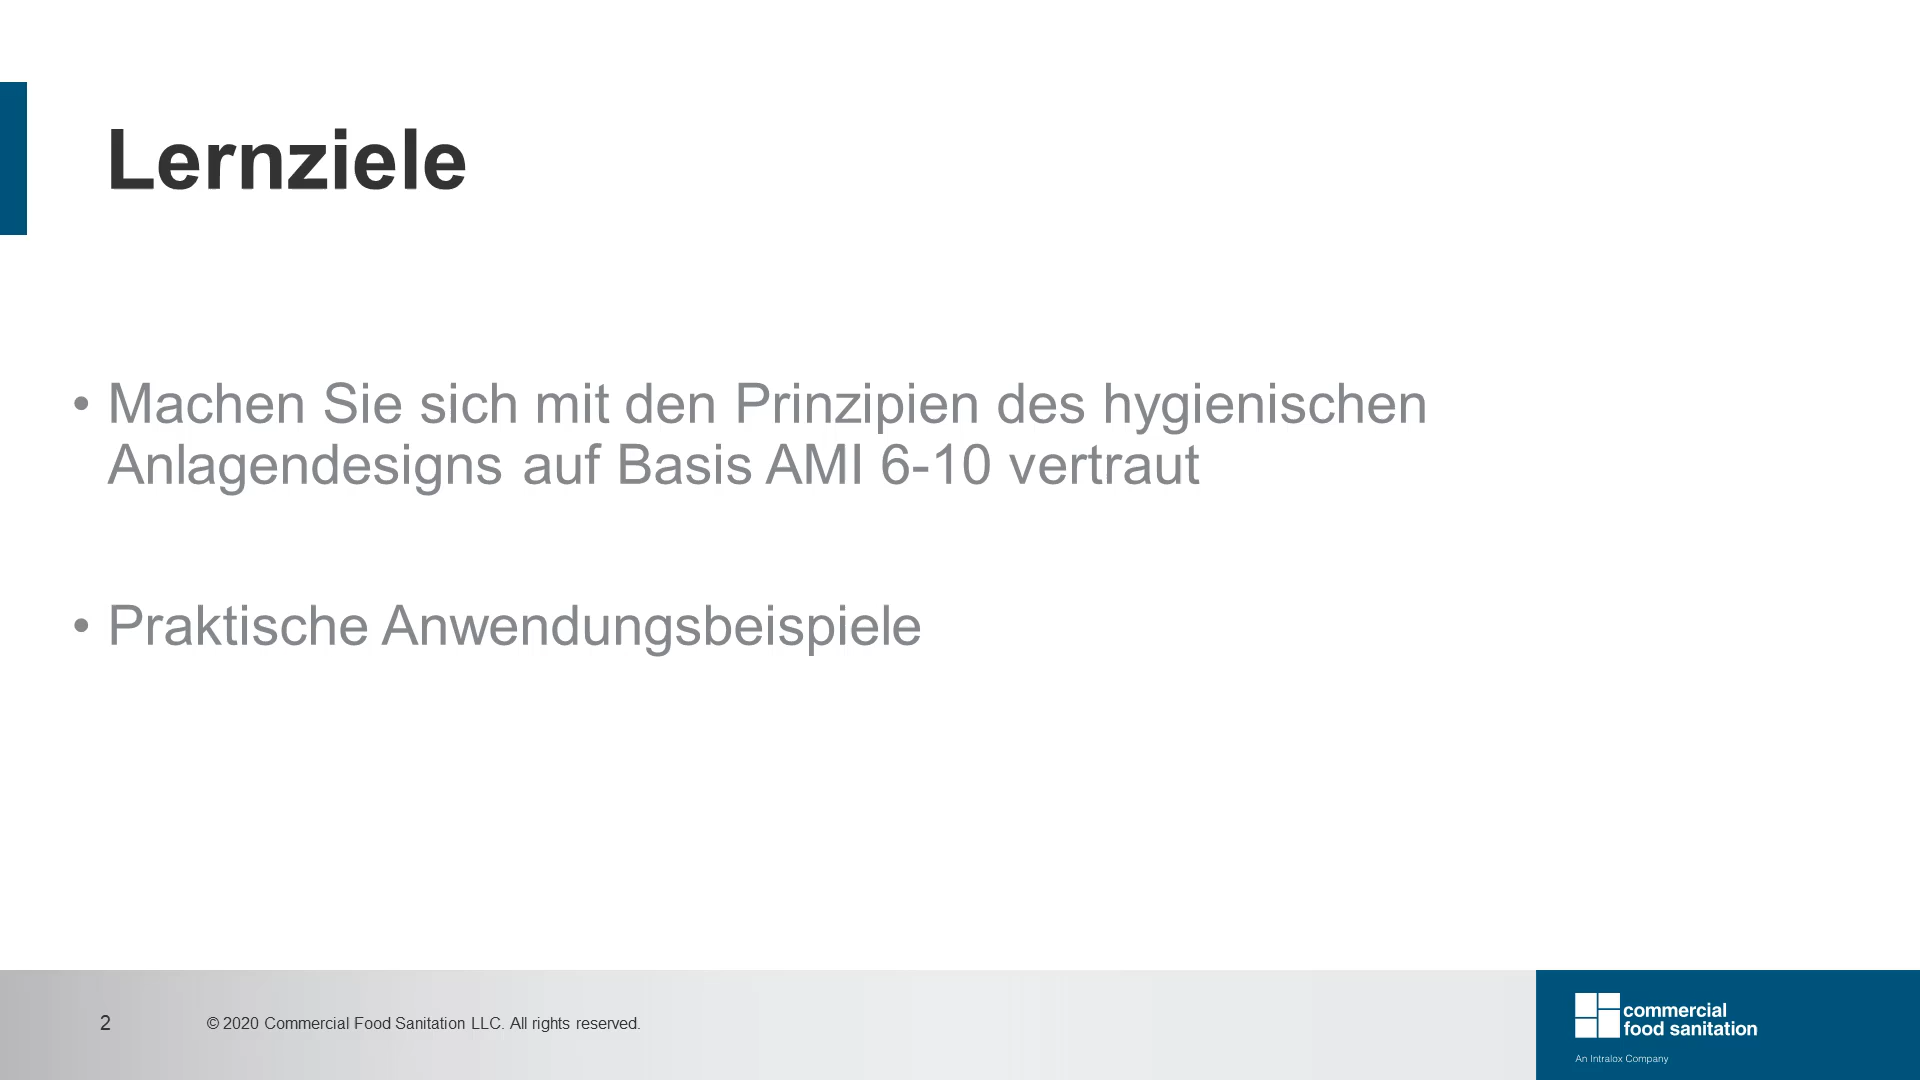 Lernziele
• Machen Sie sich mit den Prinzipien des hygienischen
Anlagendesigns auf Basis AMI 6-10 vertraut
• Praktische Anwendungsbeispiele
2
© 2020 Commercial Food Sanitation LLC. All rights reserved.
commercial
food sanitation
An Intralox Company